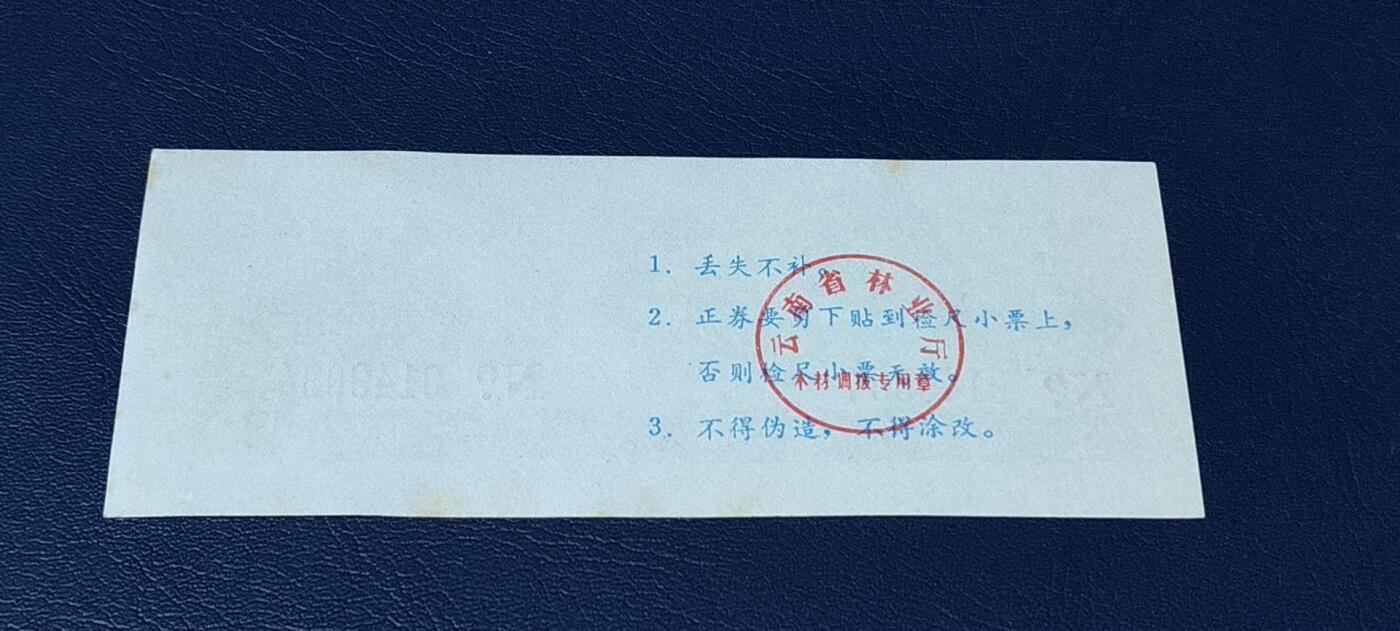 1. 丢失不补。
2. 正券要剪下贴到检尺小票上，
否则检尺小票无效。
3. 不得伪造，不得涂改。
云南省林业厅
木材调拨专用章